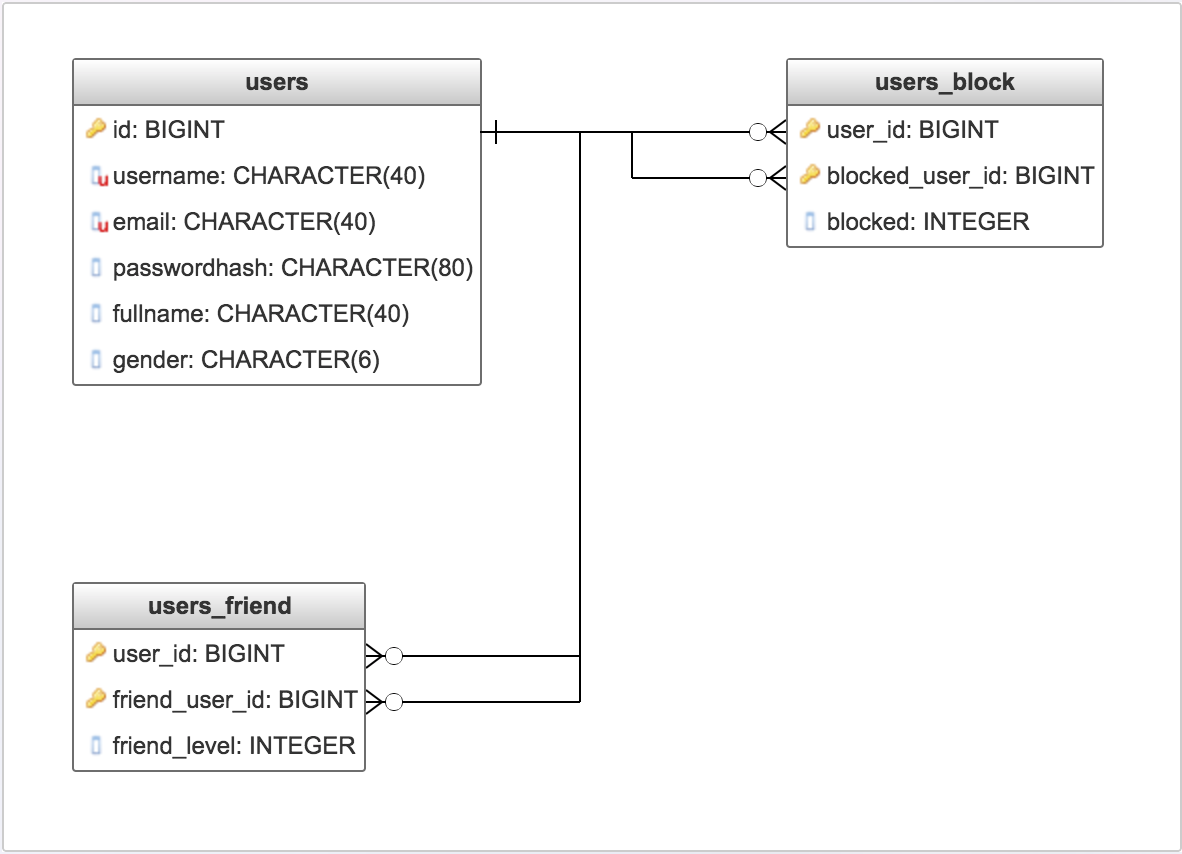 users
id: BIGINT
username: CHARACTER(40)
email: CHARACTER(40)
passwordhash: CHARACTER(80)
fullname: CHARACTER(40)
gender: CHARACTER(6)
users_block
user_id: BIGINT
blocked_user_id: BIGINT
blocked: INTEGER
users_friend
user_id: BIGINT
friend_user_id: BIGINT
friend_level: INTEGER